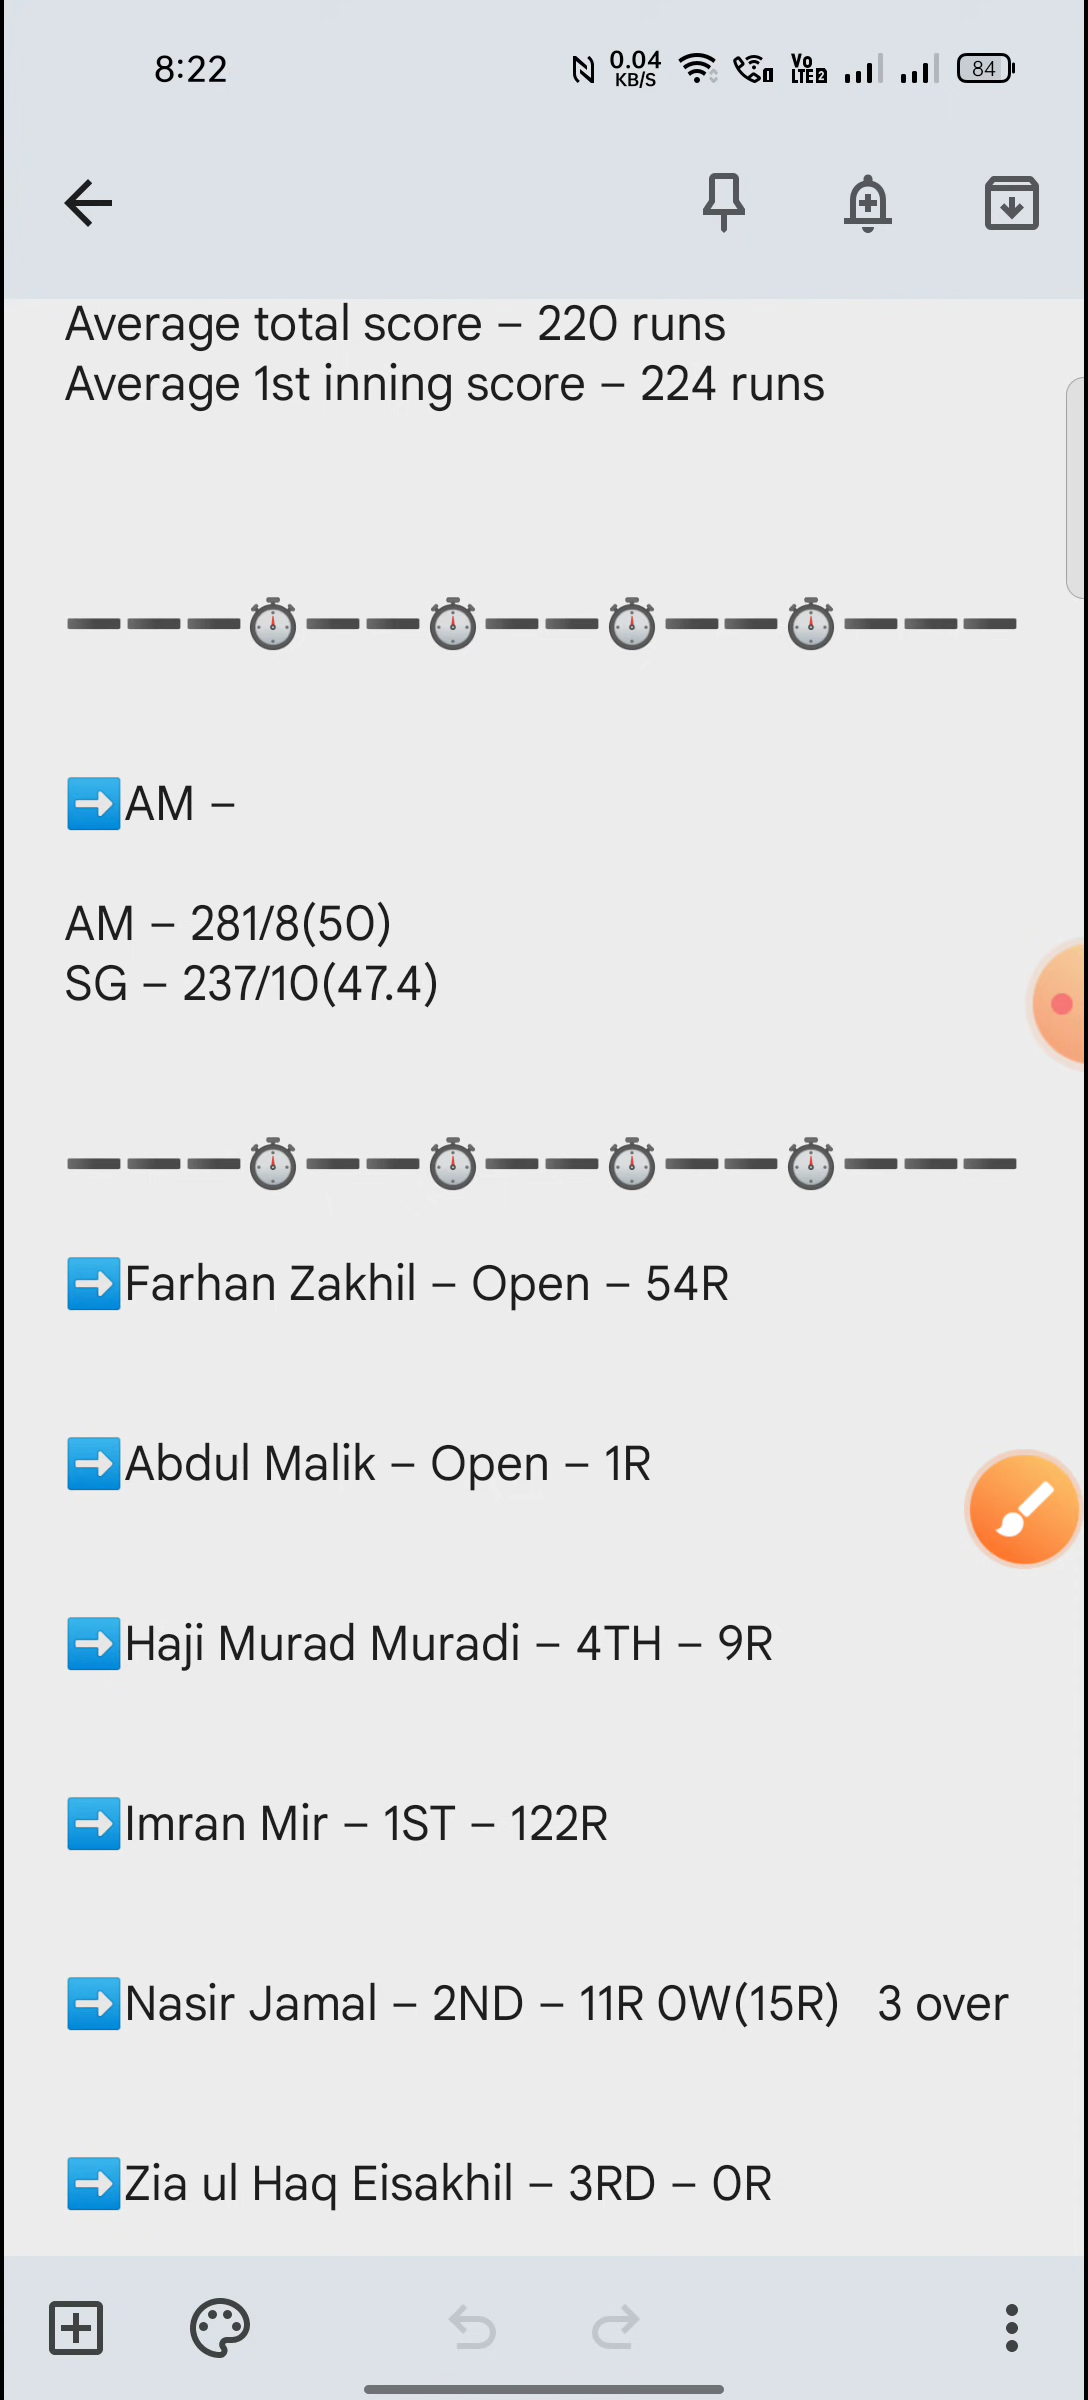 8:22
0.04
KB/S
Vo
LTE 2
84
Average total score – 220 runs
Average 1st inning score – 224 runs
➡️AM –
AM – 281/8(50)
SG – 237/10(47.4)
➡️Farhan Zakhil – Open – 54R
➡️Abdul Malik – Open – 1R
➡️Haji Murad Muradi – 4TH – 9R
➡️Imran Mir – 1ST – 122R
➡️Nasir Jamal – 2ND – 11R 0W(15R)   3 over
➡️Zia ul Haq Eisakhil – 3RD – 0R